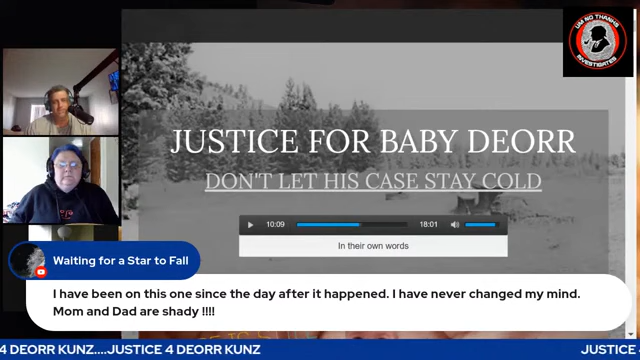 UM NO THANKS
INVESTIGATES
JUSTICE FOR BABY DEORR
DON'T LET HIS CASE STAY COLD
10:09
18:01
In their own words
Waiting for a Star to Fall
I have been on this one since the day after it happened. I have never changed my mind.
Mom and Dad are shady !!!!
4 DEORR KUNZ....JUSTICE 4 DEORR KUNZ
JUSTICE 4